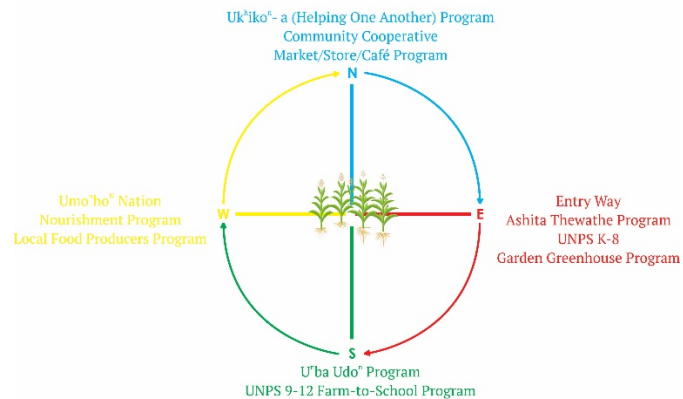 Ukʰikoⁿ- a (Helping One Another) Program
Community Cooperative
Market/Store/Café Program
N
Umoⁿhoⁿ Nation
Nourishment Program
Local Food Producers Program
W
E
Entry Way
Ashita Thewathe Program
UNPS K-8
Garden Greenhouse Program
S
Uʳba Udoⁿ Program
UNPS 9-12 Farm-to-School Program